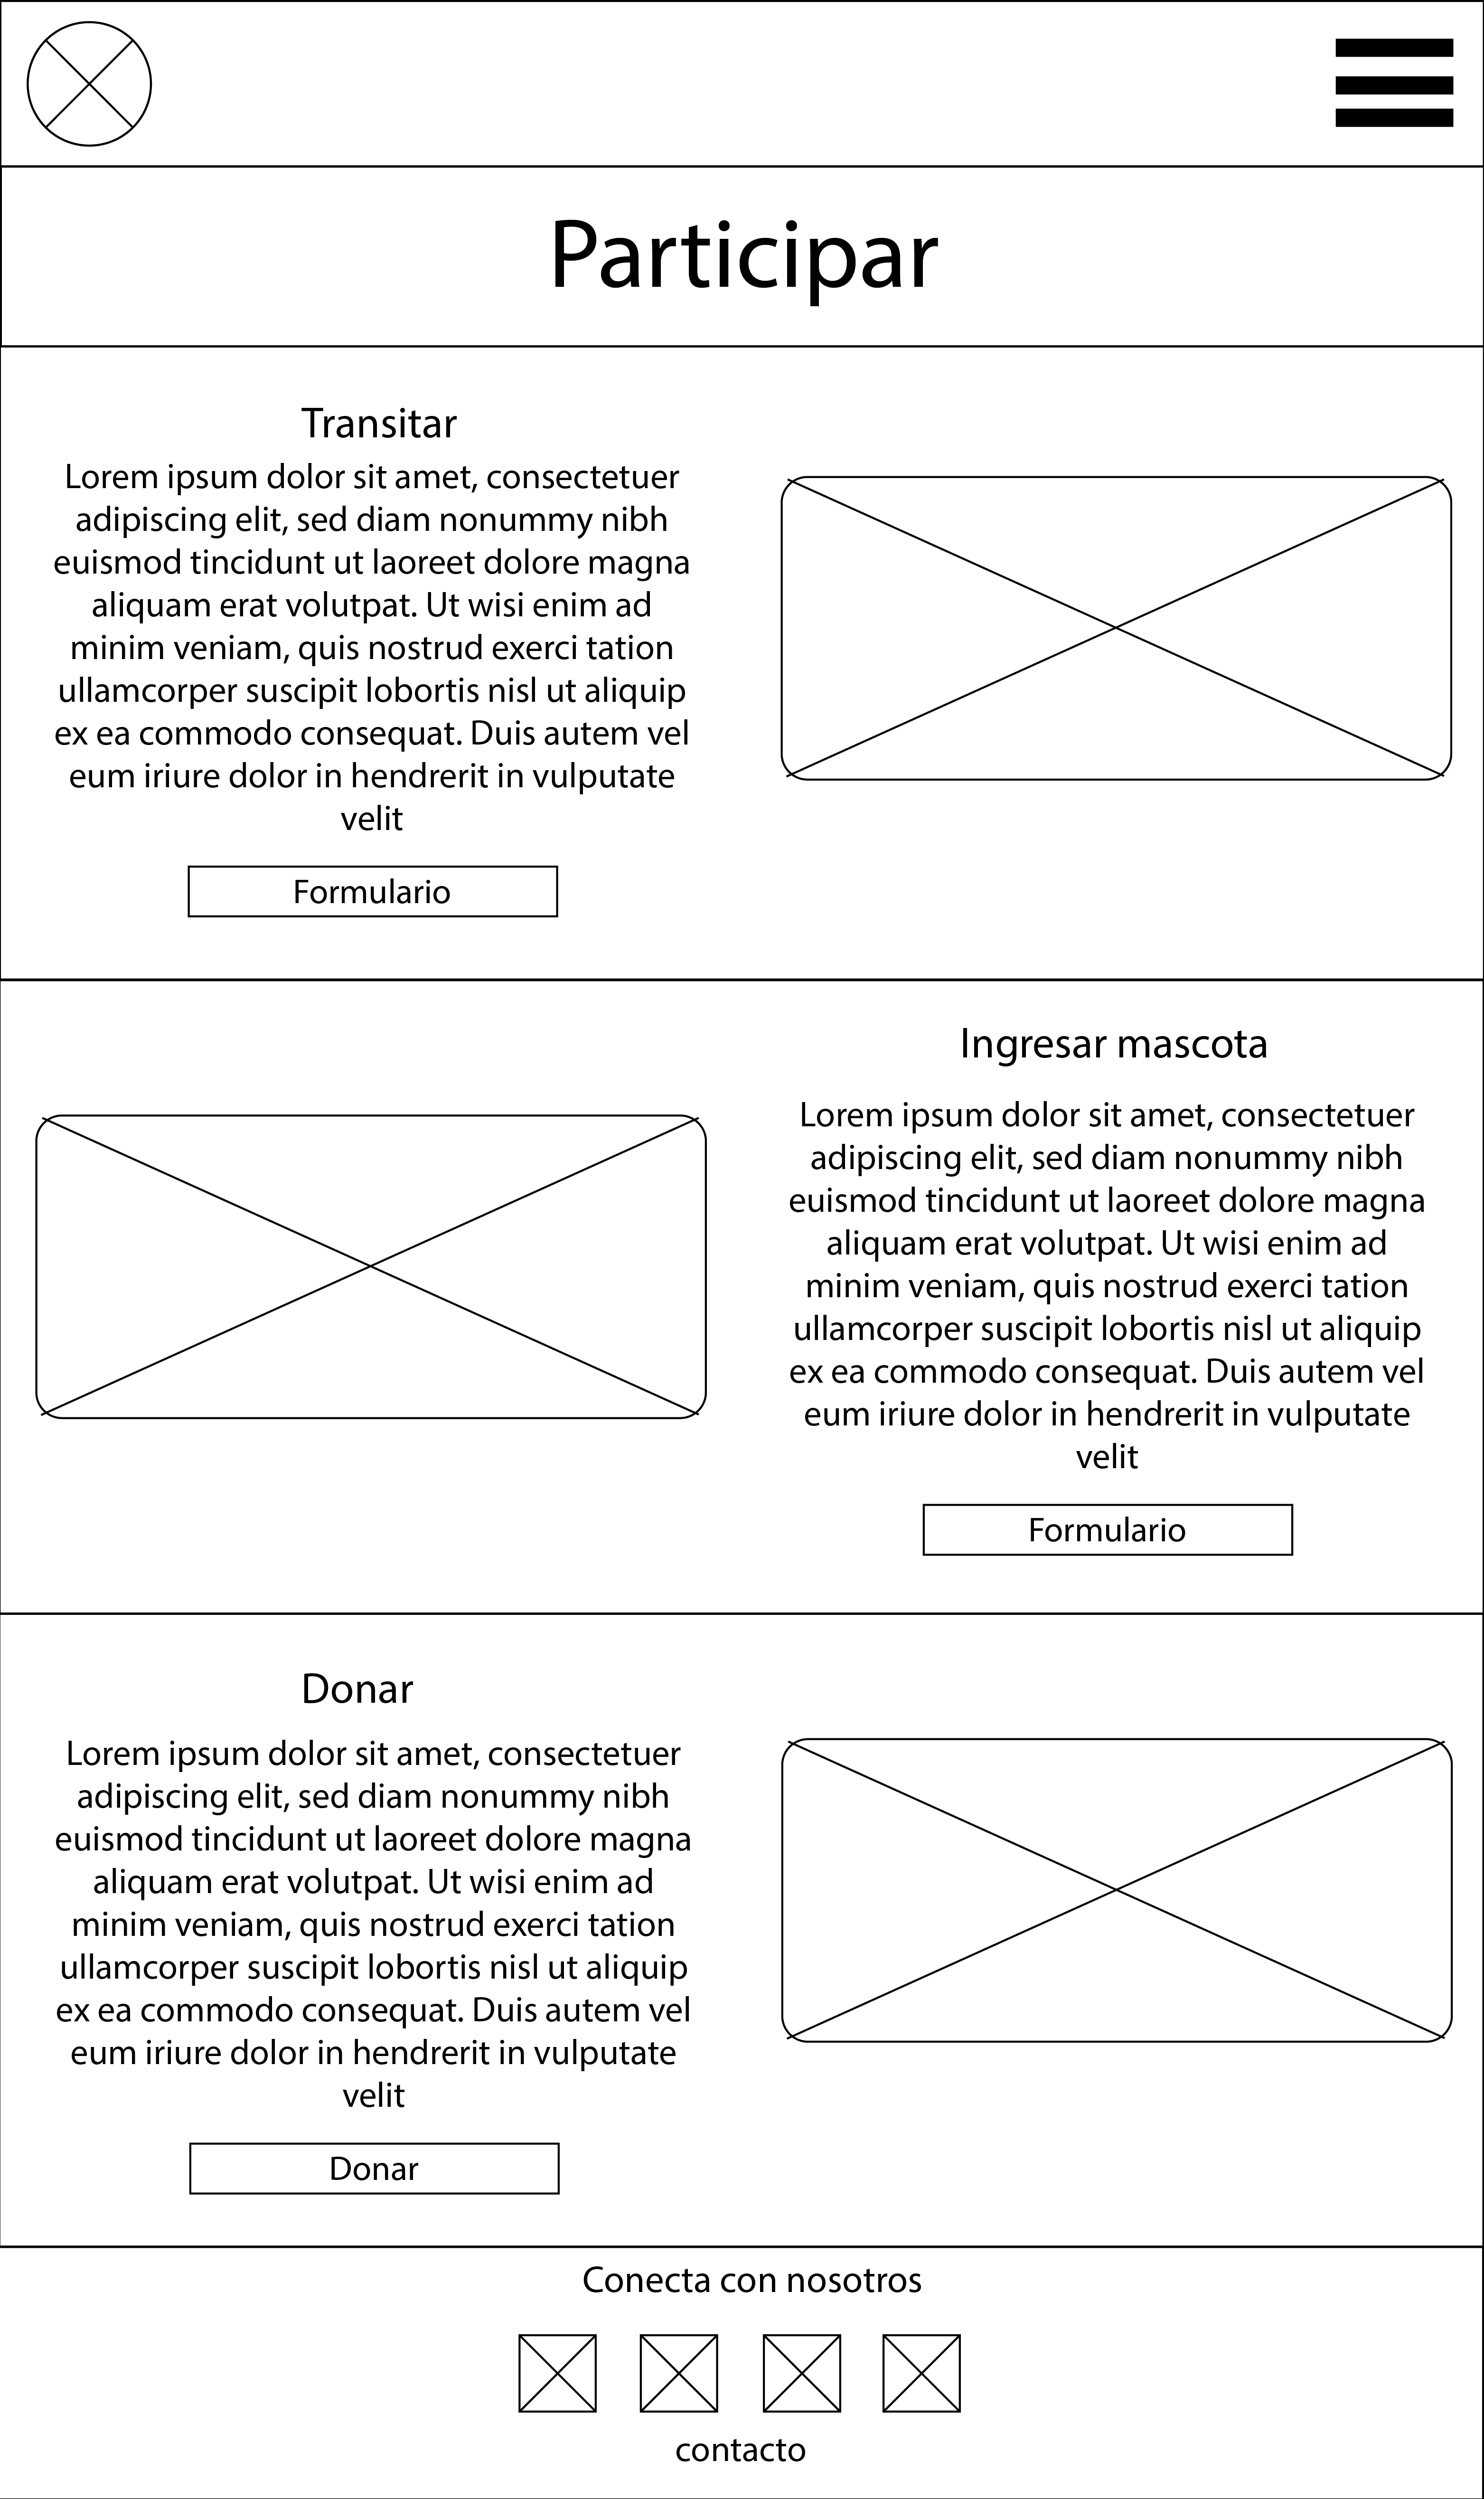 Participar
Transitar
Lorem ipsum dolor sit amet, consectetuer
adipiscing elit, sed diam nonummy nibh
euismod tincidunt ut laoreet dolore magna
aliquam erat volutpat. Ut wisi enim ad
minim veniam, quis nostrud exerci tation
ullamcorper suscipit lobortis nisl ut aliquip
ex ea commodo consequat. Duis autem vel
eum iriure dolor in hendrerit in vulputate
velit
Formulario
Ingresar mascota
Lorem ipsum dolor sit amet, consectetuer
adipiscing elit, sed diam nonummy nibh
euismod tincidunt ut laoreet dolore magna
aliquam erat volutpat. Ut wisi enim ad
minim veniam, quis nostrud exerci tation
ullamcorper suscipit lobortis nisl ut aliquip
ex ea commodo consequat. Duis autem vel
eum iriure dolor in hendrerit in vulputate
velit
Formulario
Donar
Lorem ipsum dolor sit amet, consectetuer
adipiscing elit, sed diam nonummy nibh
euismod tincidunt ut laoreet dolore magna
aliquam erat volutpat. Ut wisi enim ad
minim veniam, quis nostrud exerci tation
ullamcorper suscipit lobortis nisl ut aliquip
ex ea commodo consequat. Duis autem vel
eum iriure dolor in hendrerit in vulputate
velit
Donar
Conecta con nosotros
contacto